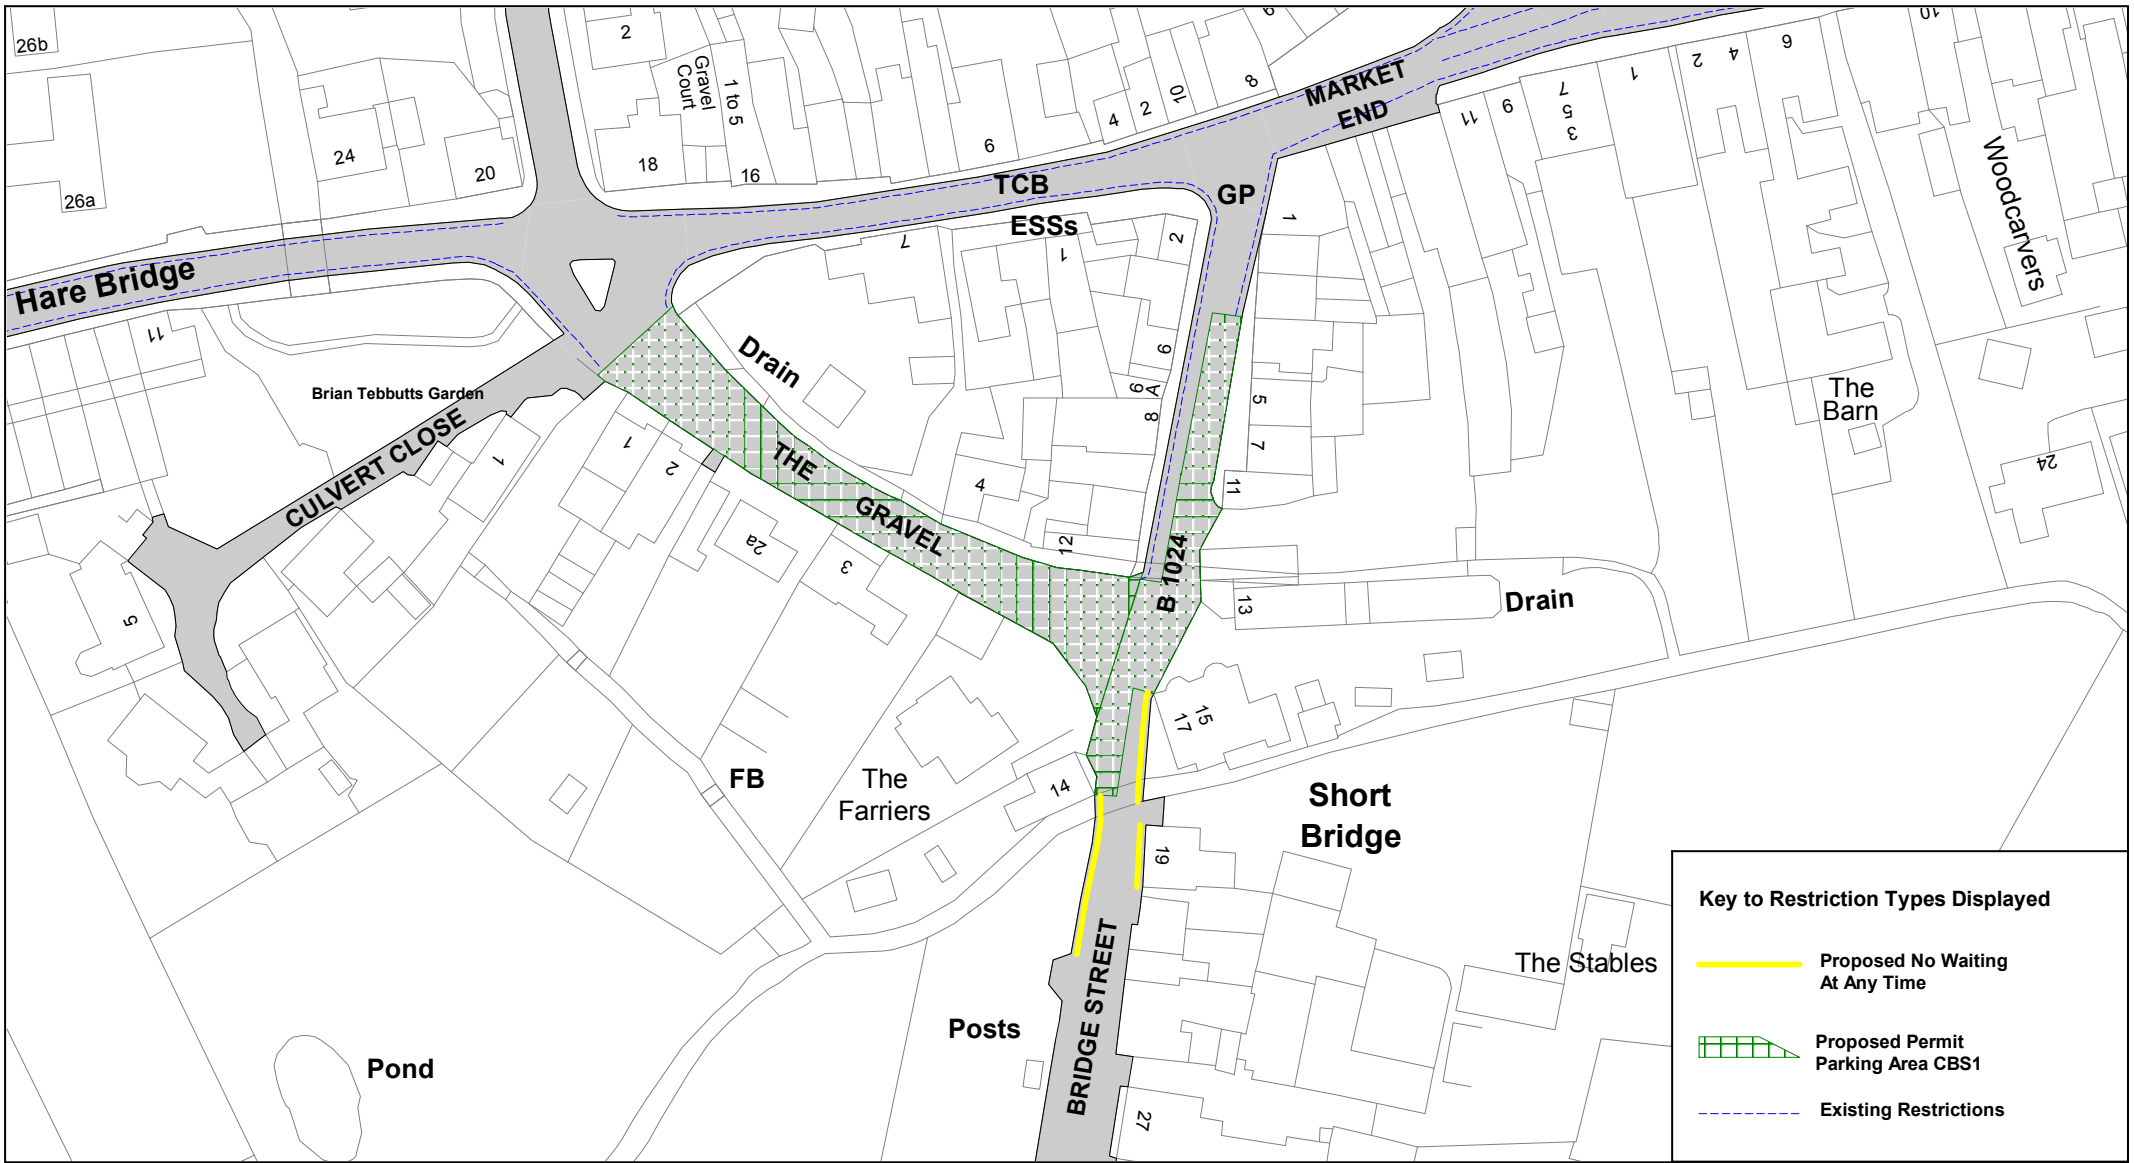 26b
2
Gravel
Court
1 to 5
24
20
18
16
26a
6
4
2
10
8
MARKET
END
11
9
7
5
3
1
2
4
6
10
Woodcarvers
TCB
GP
ESSs
Hare Bridge
7
1
2
1
11
Drain
6
6
A
8
5
7
11
Brian Tebbutts Garden
CULVERT CLOSE
1
1
2
THE
GRAVEL
4
12
2a
3
B 1024
13
Drain
The
Barn
24
5
15
17
FB
The
Farriers
14
Short
Bridge
19
BRIDGE STREET
Posts
Pond
27
The Stables
Key to Restriction Types Displayed
Proposed No Waiting
At Any Time
Proposed Permit
Parking Area CBS1
Existing Restrictions